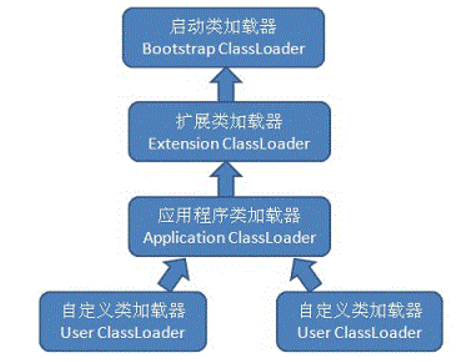 启动类加载器
Bootstrap ClassLoader
扩展类加载器
Extension ClassLoader
应用程序类加载器
Application ClassLoader
自定义类加载器
User ClassLoader
自定义类加载器
User ClassLoader